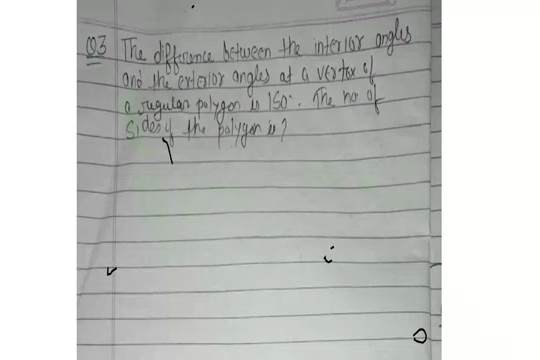 Q3 The difference between the interior angles
and the exterior angles at a vertex of
a regular polygon is 150°. The no of
Sides of the polygon is?